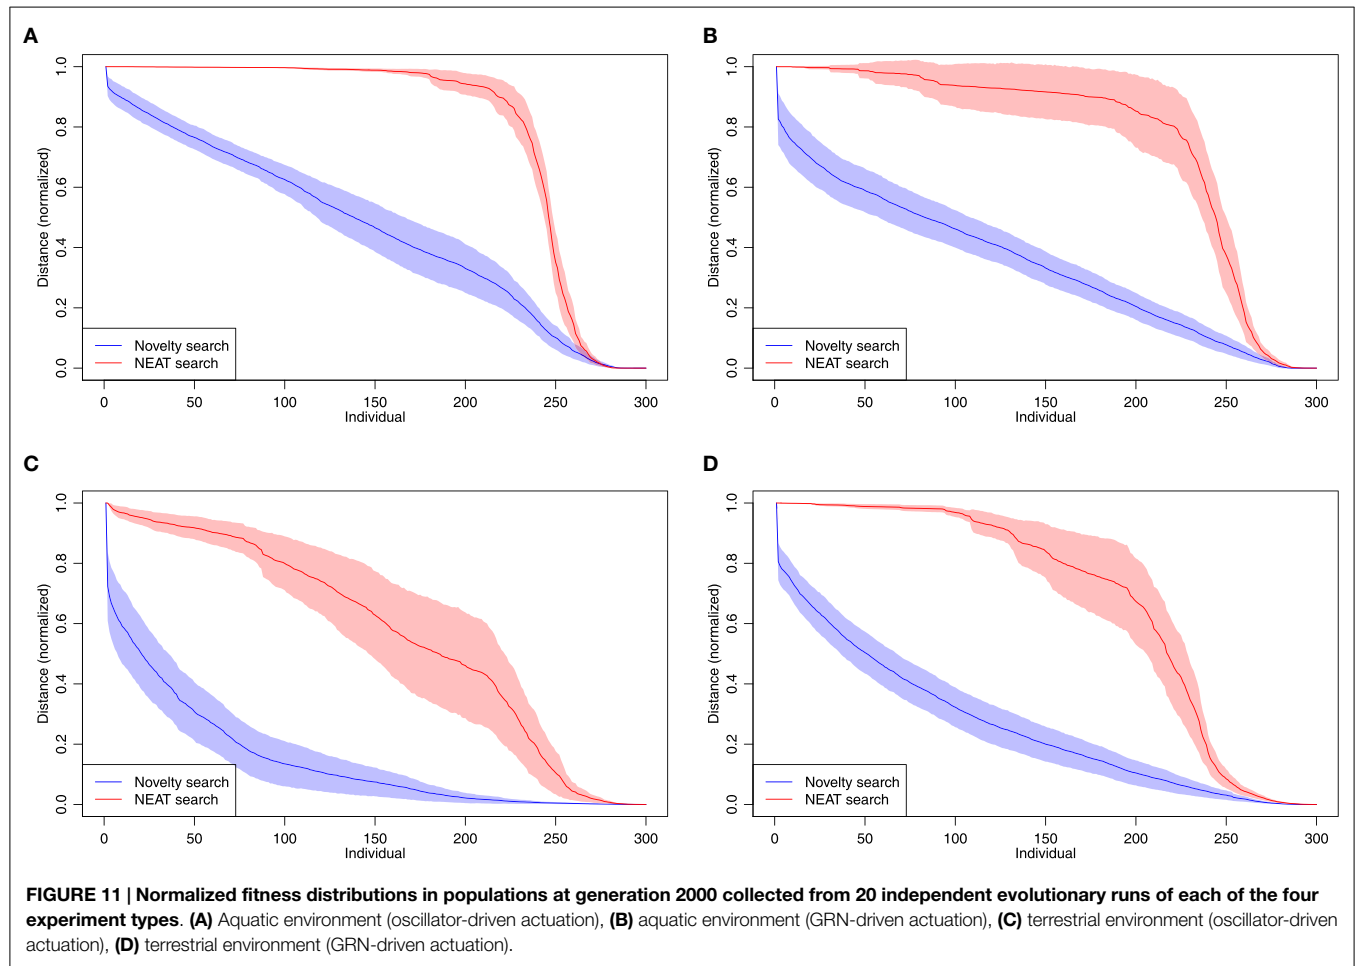 A
B
1.0
0.8
0.6
0.4
0.2
0.0
Distance (normalized)
Novelty search
NEAT search
0 50 100 150 200 250 300
Individual
1.0
0.8
0.6
0.4
0.2
0.0
Distance (normalized)
Novelty search
NEAT search
0 50 100 150 200 250 300
Individual
C
D
1.0
0.8
0.6
0.4
0.2
0.0
Distance (normalized)
Novelty search
NEAT search
0 50 100 150 200 250 300
Individual
1.0
0.8
0.6
0.4
0.2
0.0
Distance (normalized)
Novelty search
NEAT search
0 50 100 150 200 250 300
Individual
FIGURE 11 | Normalized fitness distributions in populations at generation 2000 collected from 20 independent evolutionary runs of each of the four
experiment types. (A) Aquatic environment (oscillator-driven actuation), (B) aquatic environment (GRN-driven actuation), (C) terrestrial environment (oscillator-driven
actuation), (D) terrestrial environment (GRN-driven actuation).